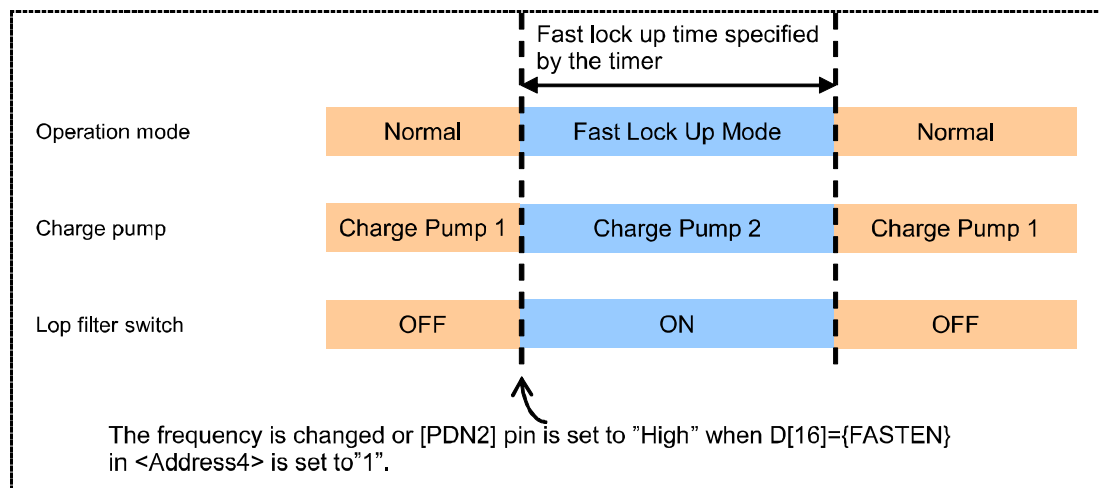 Fast lock up time specified
by the timer
Operation mode
Normal
Fast Lock Up Mode
Normal
Charge pump
Charge Pump 1
Charge Pump 2
Charge Pump 1
Lop filter switch
OFF
ON
OFF
The frequency is changed or [PDN2] pin is set to ”High” when D[16]={FASTEN}
in <Address4> is set to”1”.